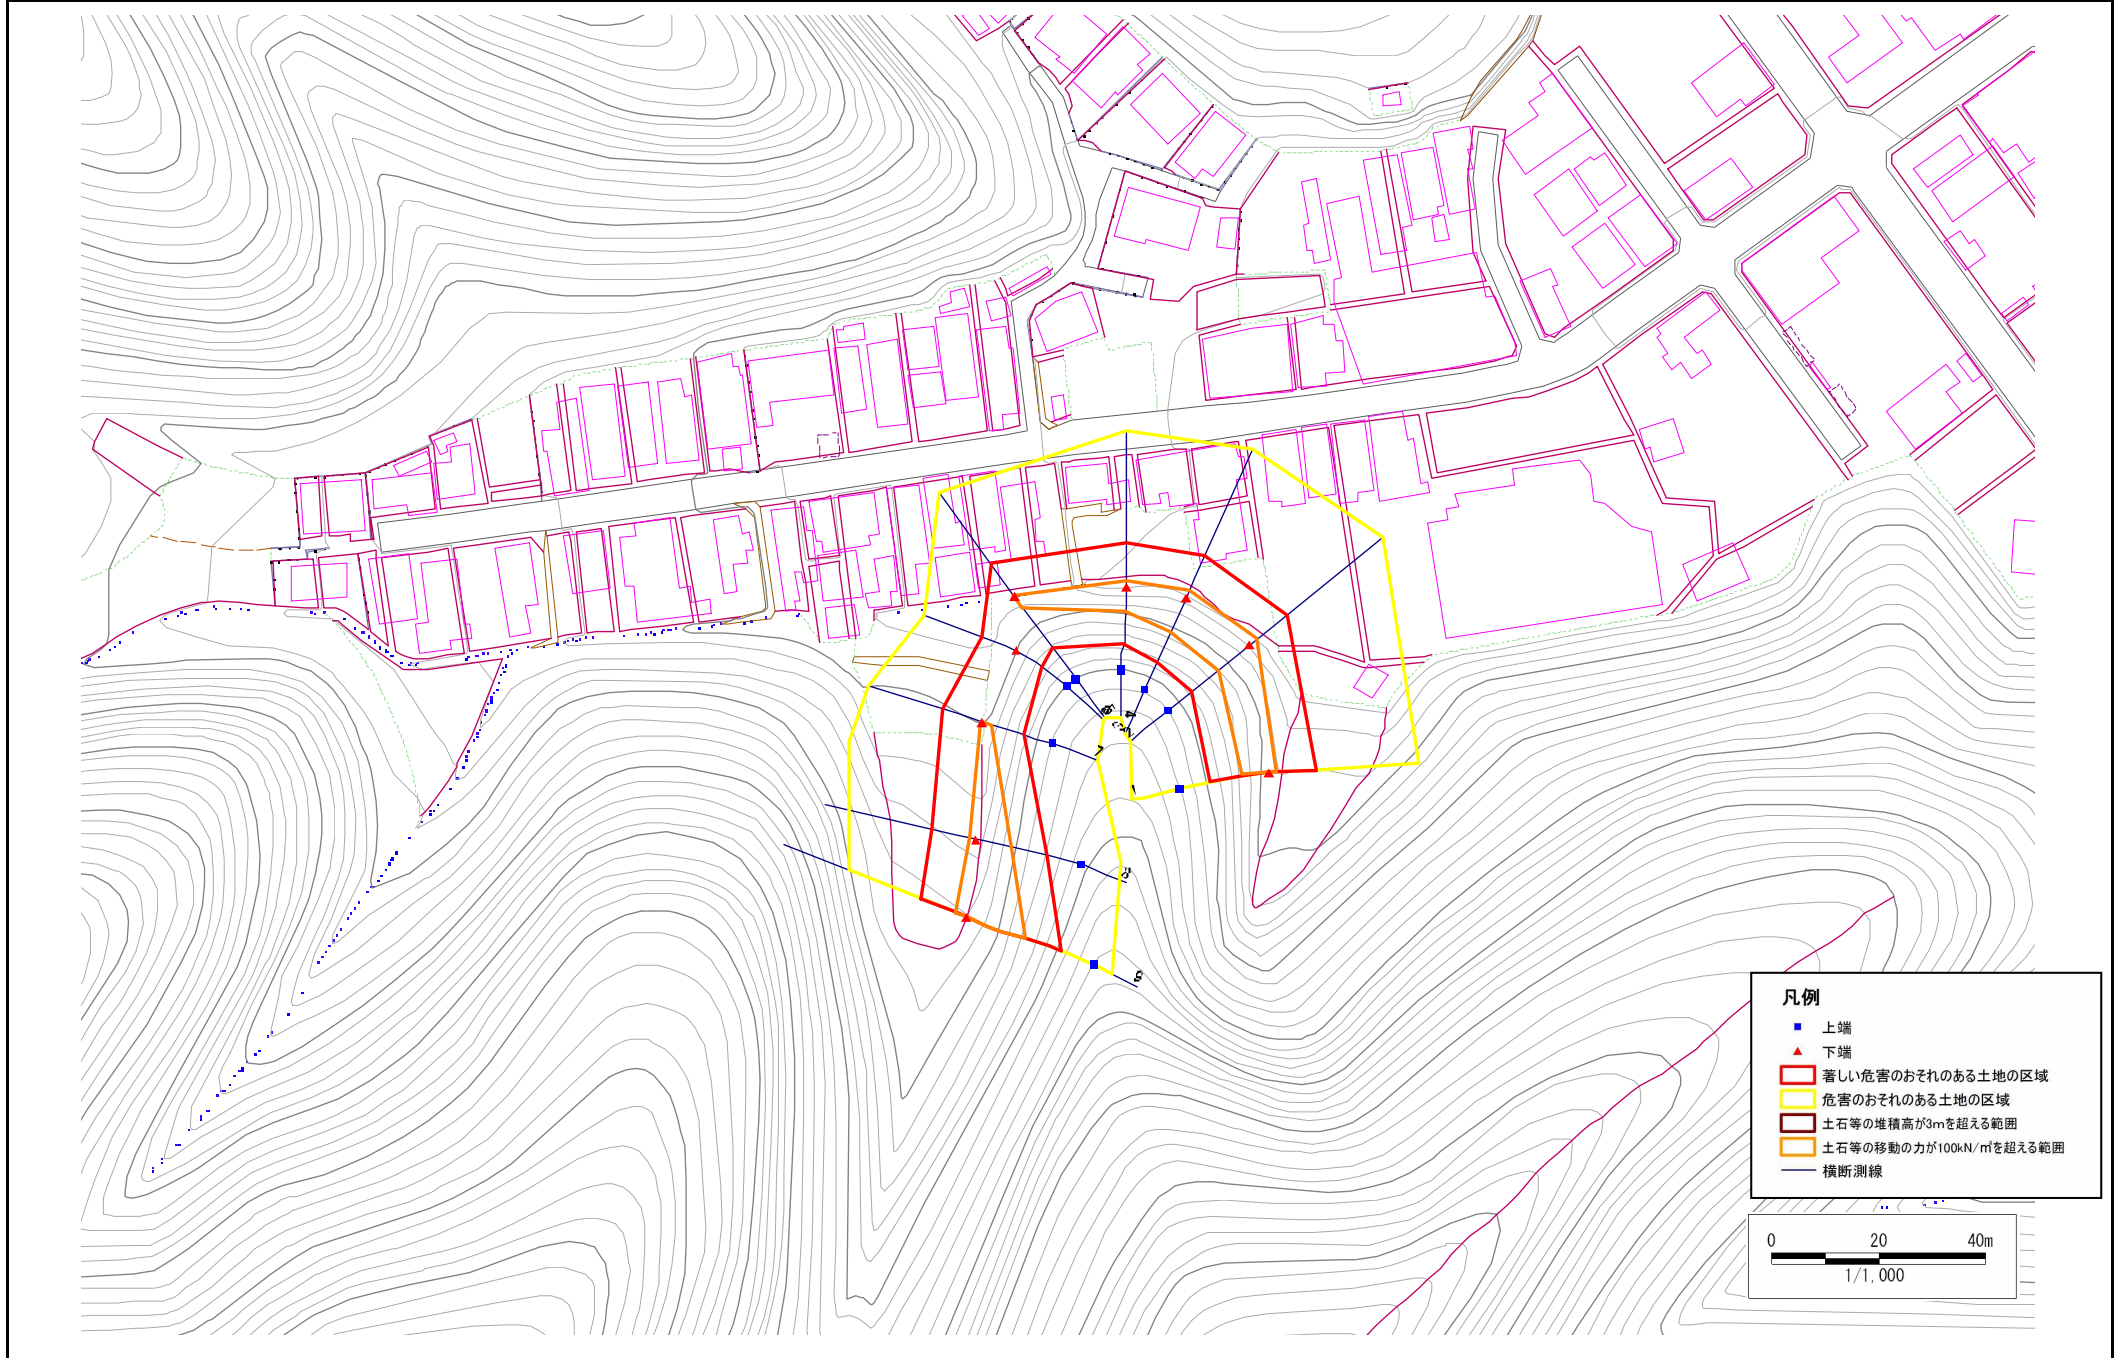 7
1
8
9
凡例
上端
下端
著しい危害のおそれのある土地の区域
危害のおそれのある土地の区域
土石等の堆積高が3mを超える範囲
土石等の移動の力が100kN/㎡を超える範囲
横断測線
0 20 40m
1/1,000